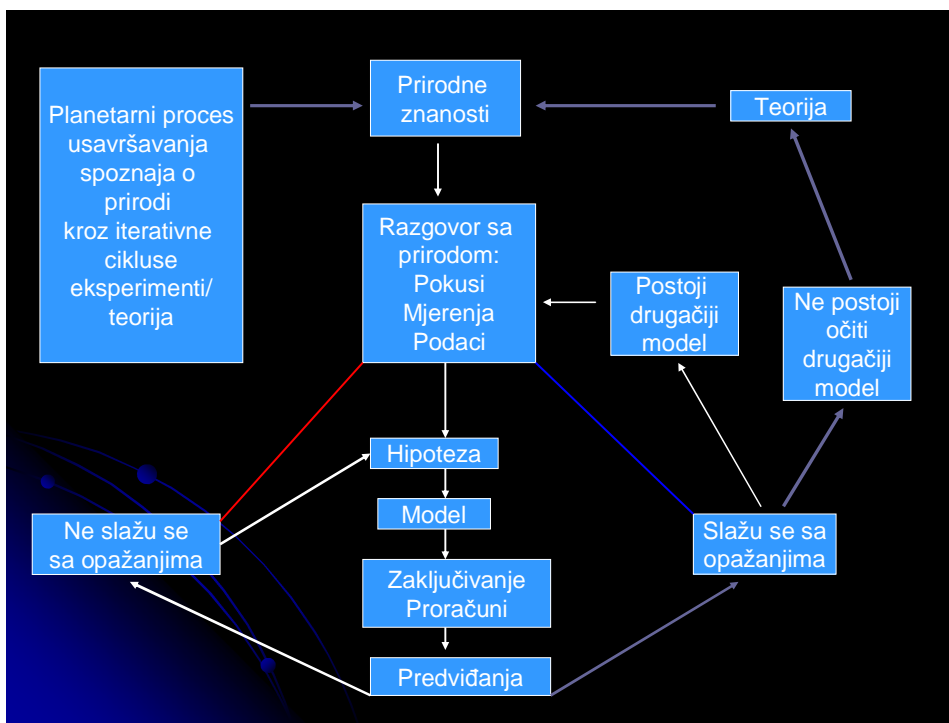 Planetarni proces
usavršavanja
spoznaja o
prirodi
kroz iterativne
cikluse
eksperimenti/
teorija
Prirodne
znanosti
Teorija
Razgovor sa
prirodom:
Pokusi
Mjerenja
Podaci
Postoji
drugačiji
model
Ne postoji
očiti
drugačiji
model
Hipoteza
Model
Ne slažu se
sa opažanjima
Slažu se sa
opažanjima
Zaključivanje
Proračuni
Predviđanja